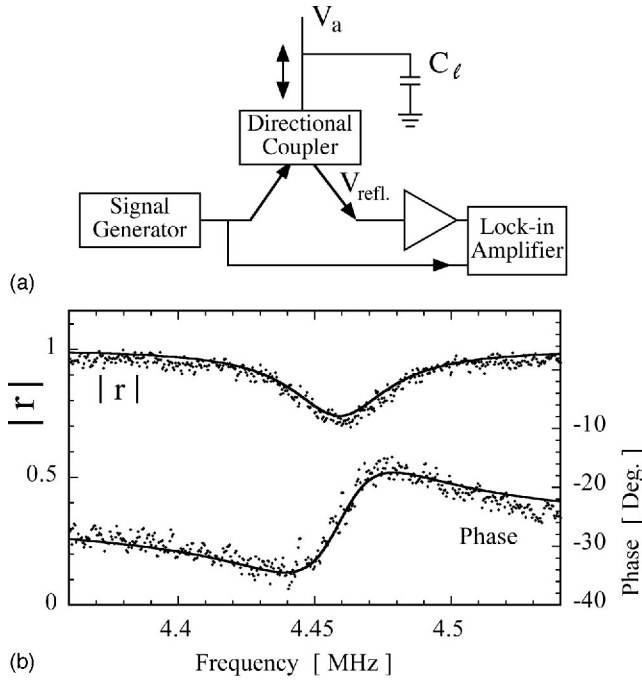 V_a
C_ℓ
Directional
Coupler
V_refl.
Signal
Generator
Lock-in
Amplifier
(a)
1
0.5
0
|r|
|r|
-10
-20
-30
-40
Phase [ Deg. ]
Phase
4.4
4.45
4.5
Frequency [ MHz ]
(b)